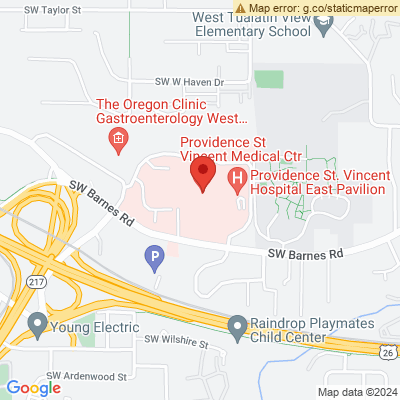 Map error: g.co/staticmaperror
SW Taylor St
West Tualatin View
Elementary School
SW W Haven Dr
The Oregon Clinic
Gastroenterology West...
Providence St
Vincent Medical Ctr
H
Providence St. Vincent
Hospital East Pavilion
SW Barnes Rd
SW Barnes Rd
P
217
Young Electric
SW Wilshire St
Raindrop Playmates
Child Center
26
SW Ardenwood St
Google
Map data ©2024